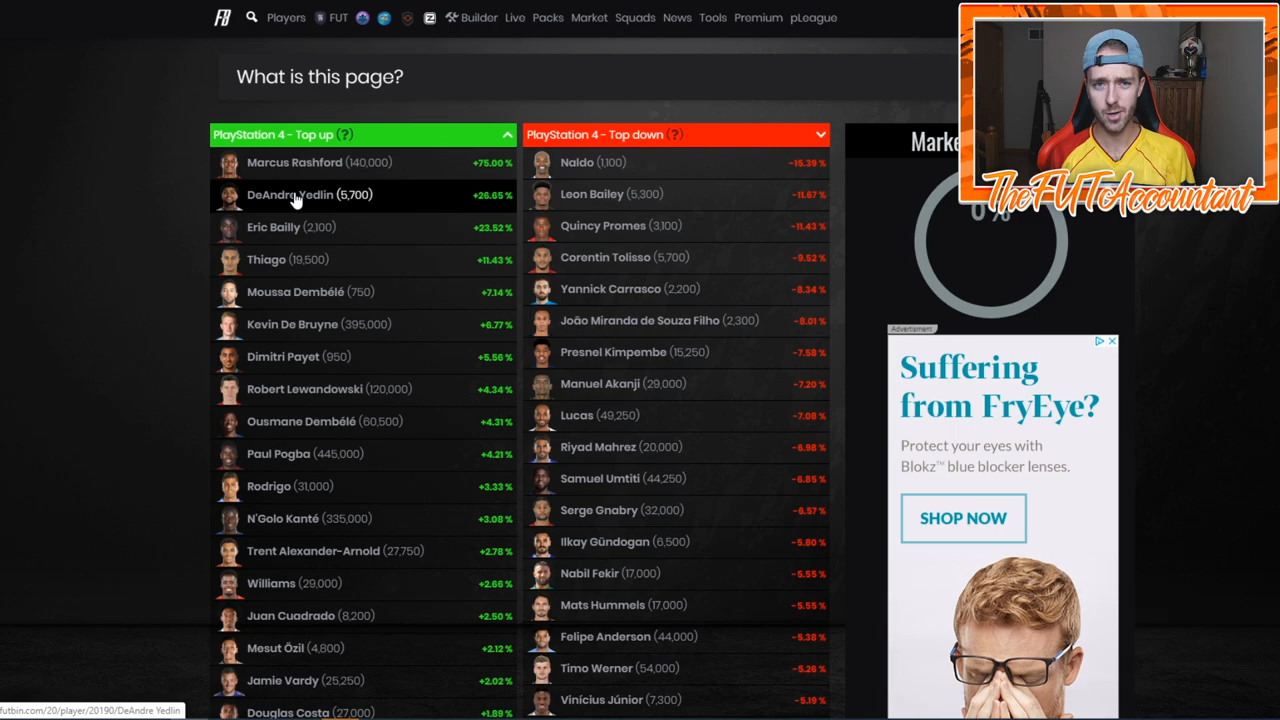 FB Players FUT Z Builder Live Packs Market Squads News Tools Premium pLeague
What is this page?
PlayStation 4 - Top up (?)
Marcus Rashford (140,000) +75.00 %
DeAndre Yedlin (5,700) +26.65 %
Eric Bailly (2,100) +23.52 %
Thiago (19,500) +11.43 %
Moussa Dembélé (750) +7.14 %
Kevin De Bruyne (395,000) +6.77 %
Dimitri Payet (950) +5.56 %
Robert Lewandowski (120,000) +4.34 %
Ousmane Dembélé (60,500) +4.31 %
Paul Pogba (445,000) +4.21 %
Rodrigo (31,000) +3.33 %
N'Golo Kanté (335,000) +3.08 %
Trent Alexander-Arnold (27,750) +2.78 %
Williams (29,000) +2.66 %
Juan Cuadrado (8,200) +2.50 %
Mesut Özil (4,800) +2.12 %
Jamie Vardy (25,250) +2.02 %
Douglas Costa (27,000) +1.89 %
PlayStation 4 - Top down (?)
Naldo (1,100) -15.39 %
Leon Bailey (5,300) -11.67 %
Quincy Promes (3,100) -11.43 %
Corentin Tolisso (5,700) -9.52 %
Yannick Carrasco (2,200) -8.34 %
João Miranda de Souza Filho (2,300) -8.01 %
Presnel Kimpembe (15,250) -7.58 %
Manuel Akanji (29,000) -7.20 %
Lucas (49,250) -7.08 %
Riyad Mahrez (20,000) -6.98 %
Samuel Umtiti (44,250) -6.85 %
Serge Gnabry (32,000) -6.57 %
Ilkay Gündogan (6,500) -5.80 %
Nabil Fekir (17,000) -5.55 %
Mats Hummels (17,000) -5.55 %
Felipe Anderson (44,000) -5.38 %
Timo Werner (54,000) -5.26 %
Vinícius Júnior (7,300) -5.19 %
Marke
0%
TheFUTAccountant
Advertisment
Suffering
from FryEye?
Protect your eyes with
Blokz™ blue blocker lenses.
SHOP NOW
futbin.com/20/player/20190/DeAndre Yedlin